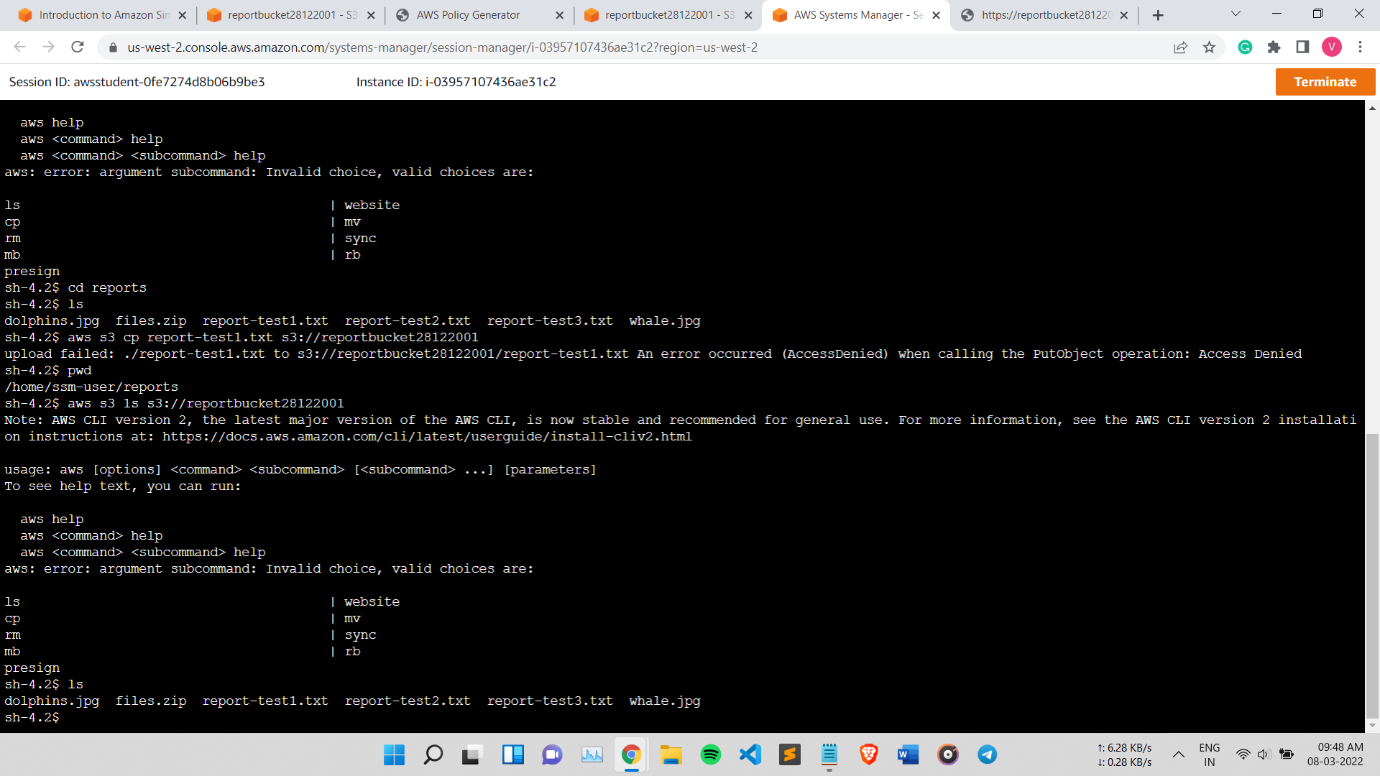 Introduction to Amazon Sim
reportbucket28122001 - S3
AWS Policy Generator
reportbucket28122001 - S3
AWS Systems Manager - Se
https://reportbucket281220
us-west-2.console.aws.amazon.com/systems-manager/session-manager/i-03957107436ae31c2?region=us-west-2
V
Session ID: awsstudent-0fe7274d8b06b9be3 Instance ID: i-03957107436ae31c2 Terminate
aws help
aws <command> help
aws <command> <subcommand> help
aws: error: argument subcommand: Invalid choice, valid choices are:
ls | website
cp | mv
rm | sync
mb | rb
presign
sh-4.2$ cd reports
sh-4.2$ ls
dolphins.jpg files.zip report-test1.txt report-test2.txt report-test3.txt whale.jpg
sh-4.2$ aws s3 cp report-test1.txt s3://reportbucket28122001
upload failed: ./report-test1.txt to s3://reportbucket28122001/report-test1.txt An error occurred (AccessDenied) when calling the PutObject operation: Access Denied
sh-4.2$ pwd
/home/ssm-user/reports
sh-4.2$ aws s3 ls s3://reportbucket28122001
Note: AWS CLI version 2, the latest major version of the AWS CLI, is now stable and recommended for general use. For more information, see the AWS CLI version 2 installati
on instructions at: https://docs.aws.amazon.com/cli/latest/userguide/install-cliv2.html
usage: aws [options] <command> <subcommand> [<subcommand> ...] [parameters]
To see help text, you can run:
aws help
aws <command> help
aws <command> <subcommand> help
aws: error: argument subcommand: Invalid choice, valid choices are:
ls | website
cp | mv
rm | sync
mb | rb
presign
sh-4.2$ ls
dolphins.jpg files.zip report-test1.txt report-test2.txt report-test3.txt whale.jpg
sh-4.2$
↑: 6.28 KB/s
↓: 0.28 KB/s
ENG
IN
09:48 AM
08-03-2022